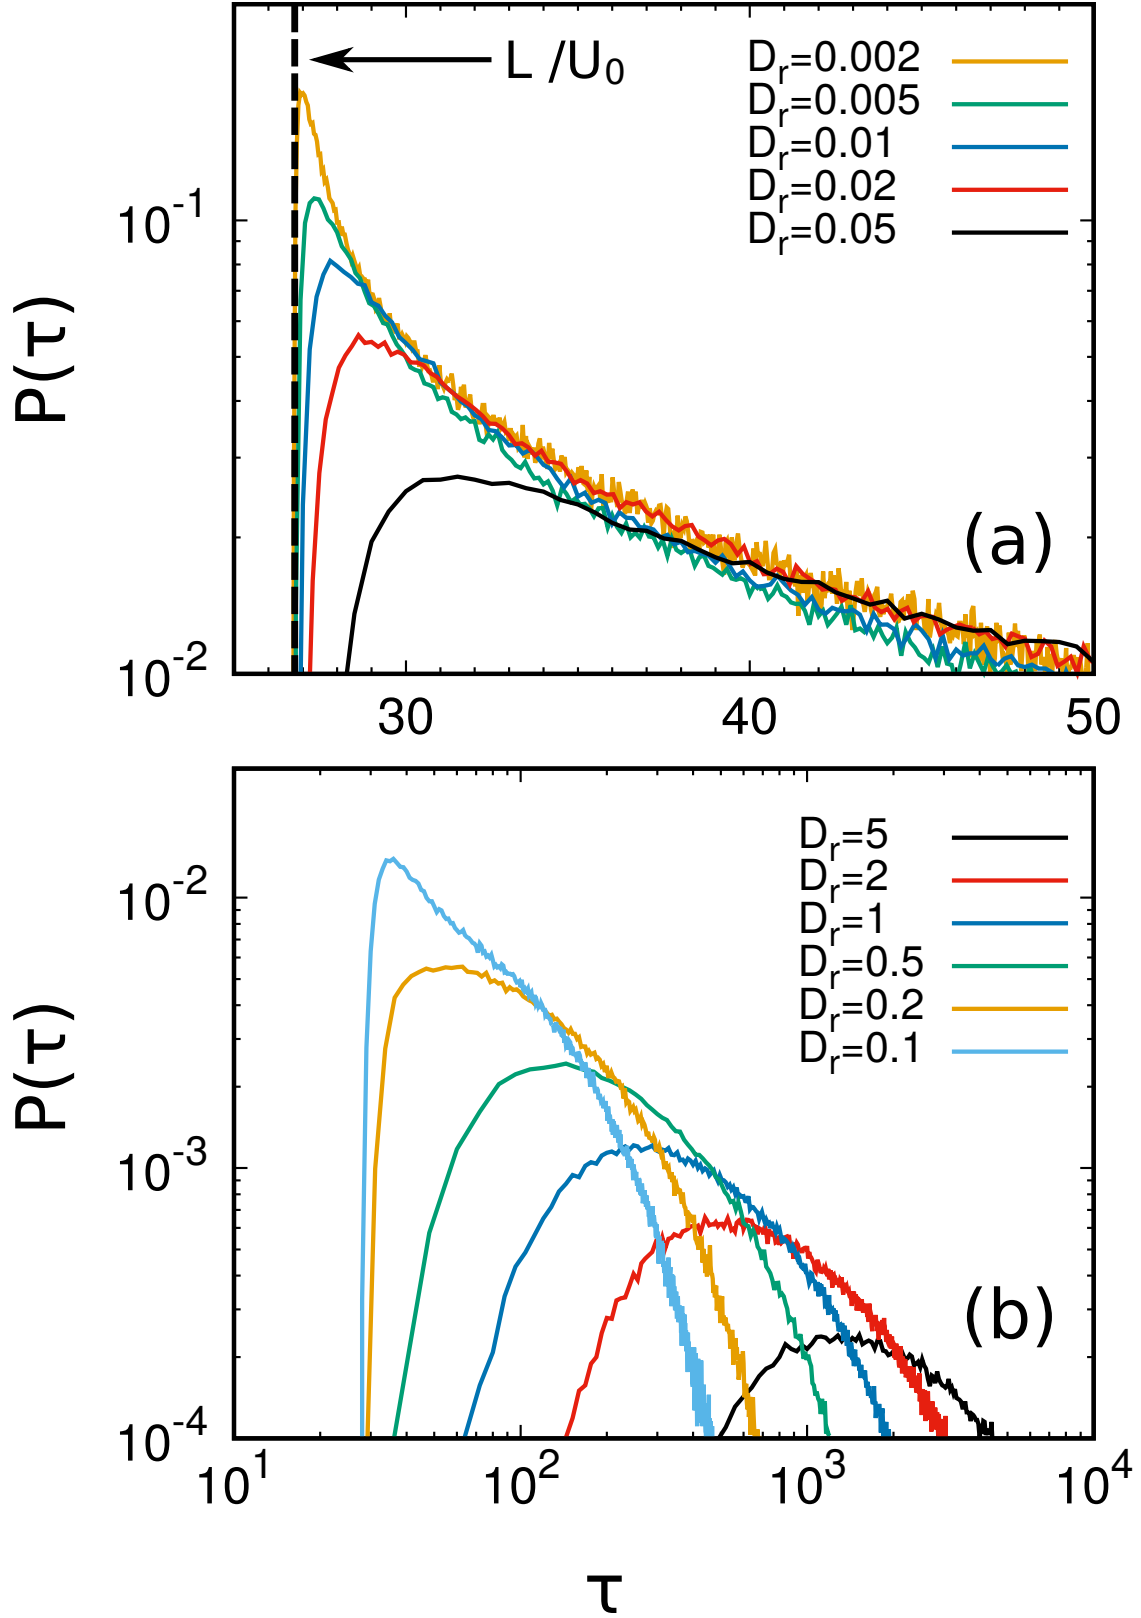 L /U₀
Dᵣ=0.002
Dᵣ=0.005
Dᵣ=0.01
Dᵣ=0.02
Dᵣ=0.05
10⁻¹
P(τ)
(a)
10⁻²
30 40 50
Dᵣ=5
Dᵣ=2
Dᵣ=1
Dᵣ=0.5
Dᵣ=0.2
Dᵣ=0.1
10⁻²
P(τ)
10⁻³
(b)
10⁻⁴
10¹ 10² 10³ 10⁴
τ